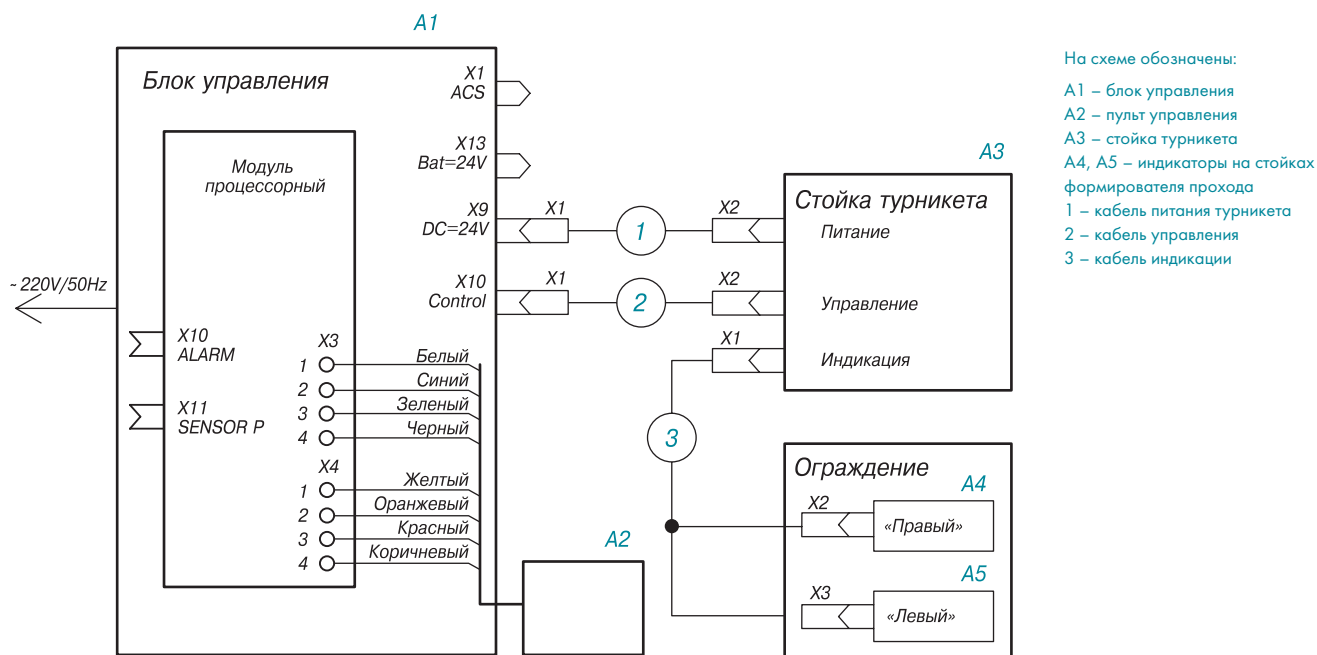 A1
Блок управления
X1
ACS
X13
Bat=24V
Модуль
процессорный
X9
DC=24V
X1
1
X2
A3
Стойка турникета
Питание
X10
Control
X1
2
X2
Управление
X1
Индикация
~ 220V/50Hz
X10
ALARM
X11
SENSOR P
X3
1
Белый
2
Синий
3
Зеленый
4
Черный
X4
1
Желтый
2
Оранжевый
3
Красный
4
Коричневый
A2
3
Ограждение
A4
X2
«Правый»
A5
X3
«Левый»
На схеме обозначены:
A1 – блок управления
A2 – пульт управления
A3 – стойка турникета
A4, A5 – индикаторы на стойках
формирователя прохода
1 – кабель питания турникета
2 – кабель управления
3 – кабель индикации